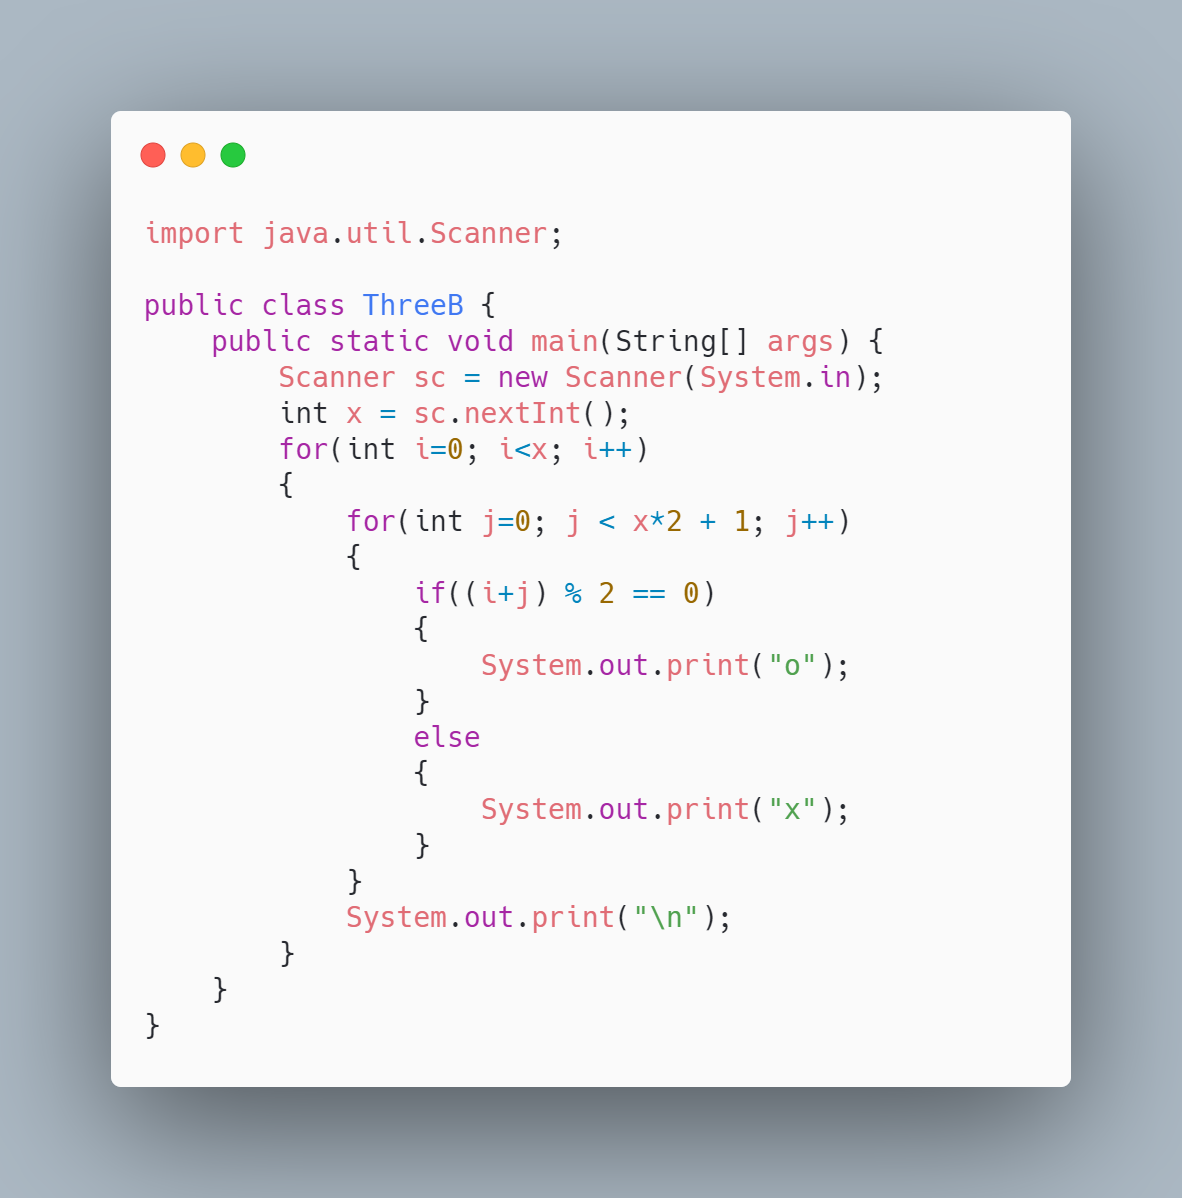 import java.util.Scanner;

public class ThreeB {
    public static void main(String[] args) {
        Scanner sc = new Scanner(System.in);
        int x = sc.nextInt();
        for(int i=0; i<x; i++)
        {
            for(int j=0; j < x*2 + 1; j++)
            {
                if((i+j) % 2 == 0)
                {
                    System.out.print("o");
                }
                else
                {
                    System.out.print("x");
                }
            }
            System.out.print("\n");
        }
    }
}